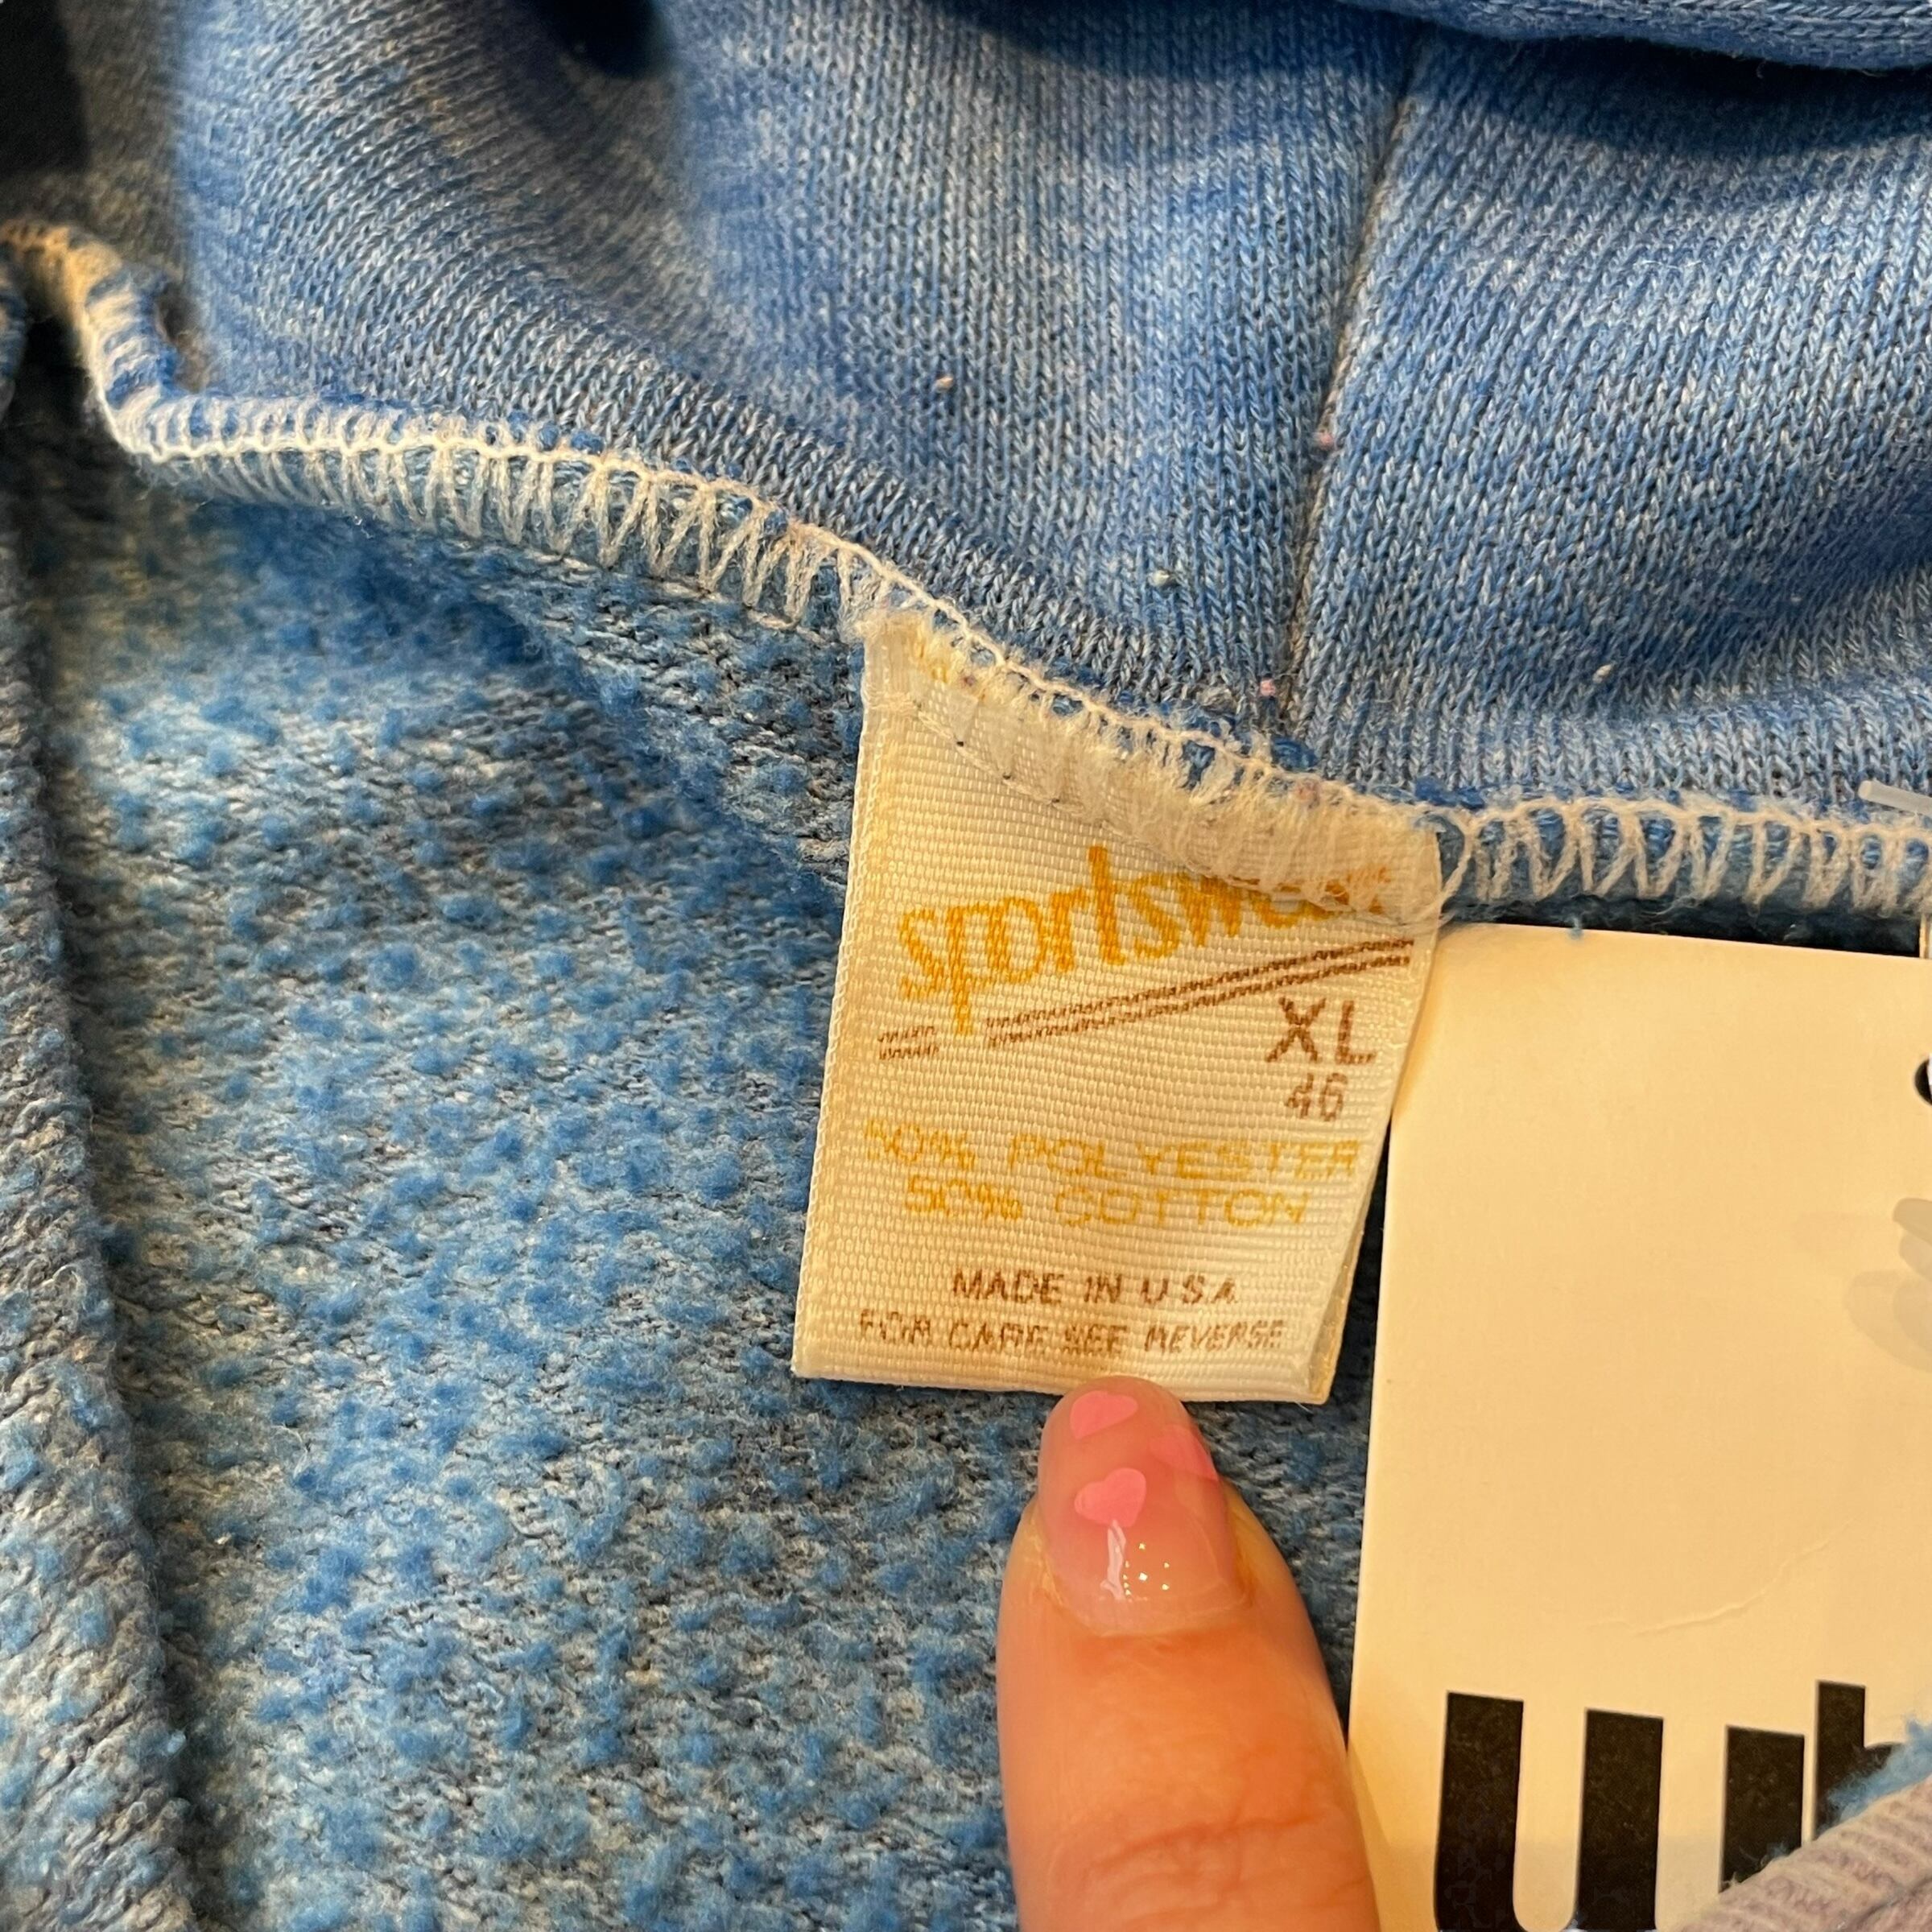 sportswear
XL
46
50% POLYESTER
50% COTTON
MADE IN U.S.A.
FOR CARE SEE REVERSE